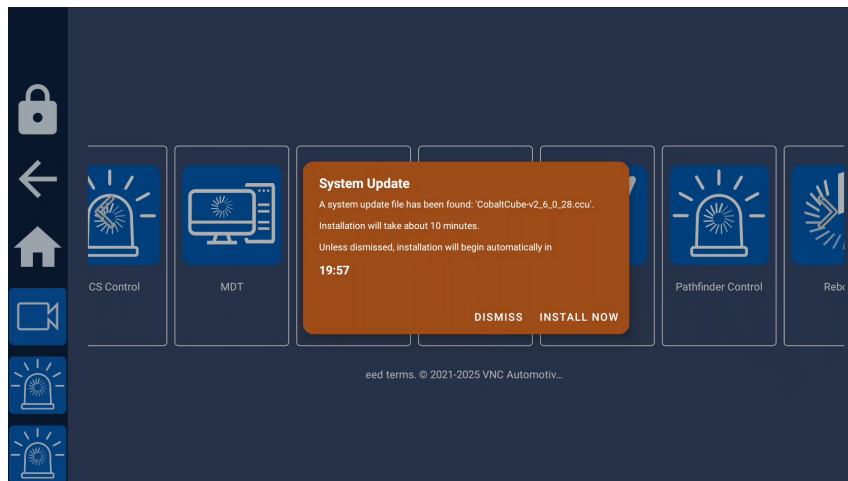 System Update
A system update file has been found: 'CobaltCube-v2_6_0_28.ccu'.
Installation will take about 10 minutes.
Unless dismissed, installation will begin automatically in
19:57
DISMISS INSTALL NOW
CS Control
MDT
Pathfinder Control
Rebo
eed terms. © 2021-2025 VNC Automotiv…